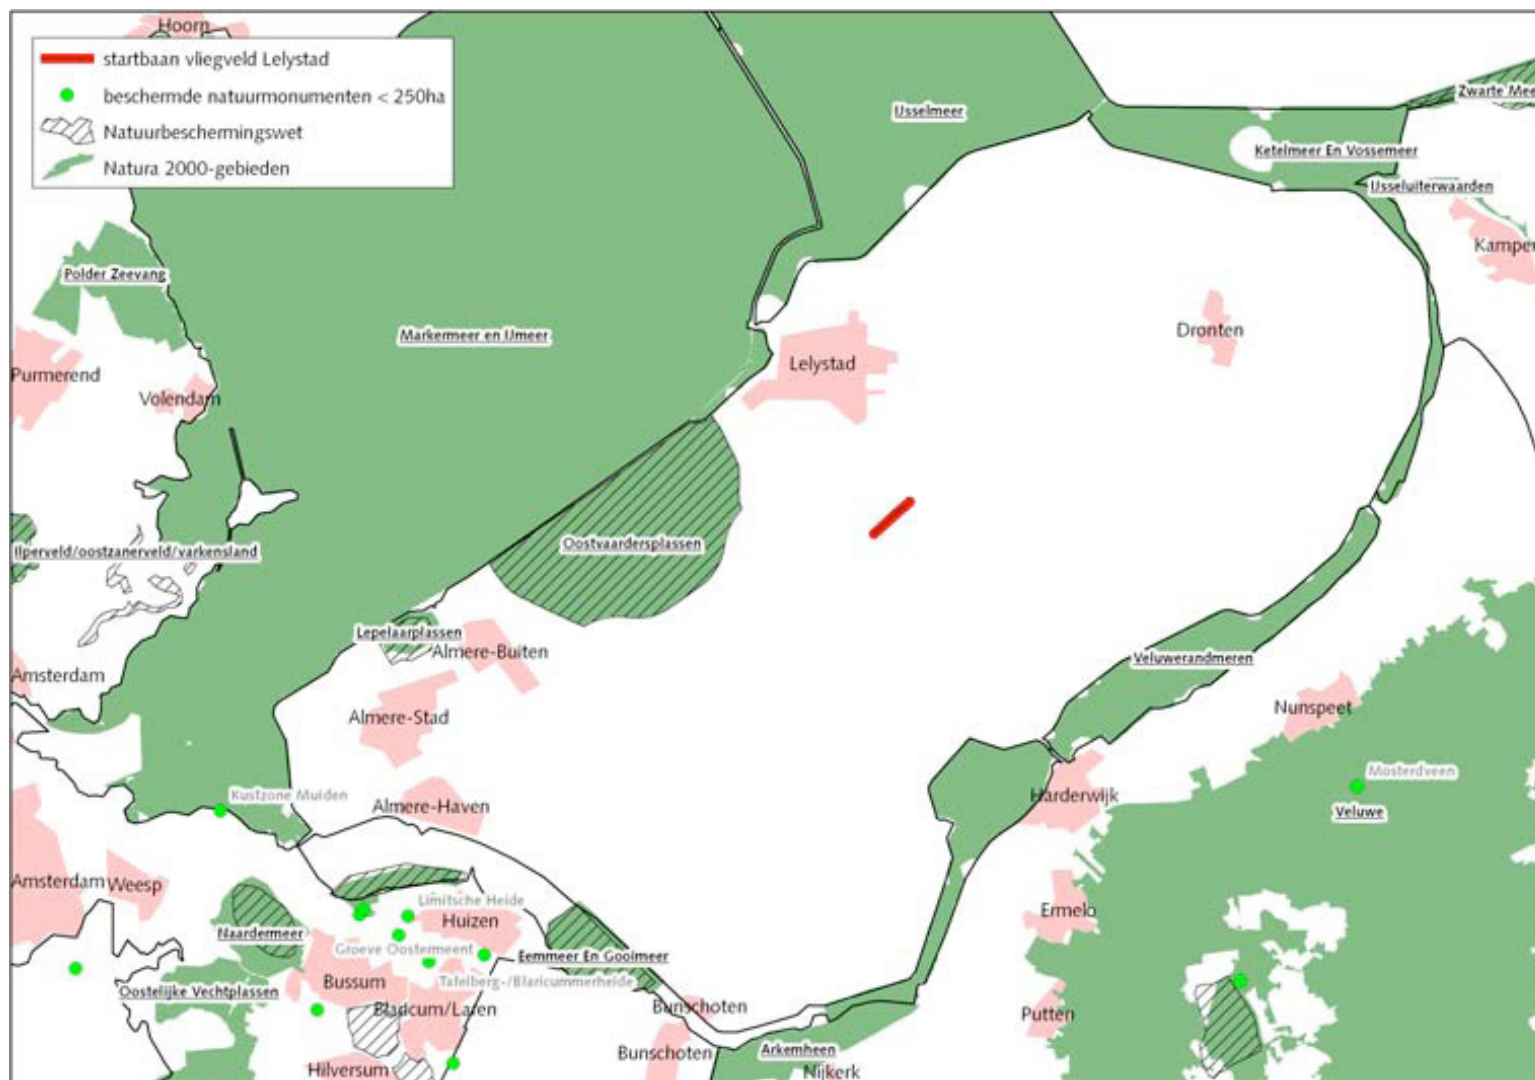 Hoorn
startbaan vliegveld Lelystad
beschermde natuurmonumenten < 250ha
Natuurbeschermingswet
Natura 2000-gebieden
IJsselmeer
Zwarte Mee
Ketelmeer En Vossemeer
IJsseluiterwaarden
Kampe
Polder Zeevang
Markermeer en IJmeer
Dronten
Lelystad
Purmerend
Volendam
Oostvaardersplassen
Ilperveld/oostzanerveld/varkensland
Lepelaarplassen
Almere-Buiten
Veluwerandmeren
Amsterdam
Almere-Stad
Nunspeet
Mosterdveen
Kustzone Muiden
Almere-Haven
Harderwijk
Veluwe
Amsterdam
Weesp
Limitsche Heide
Huizen
Ermelo
Naardermeer
Groeve Oostermeent
Eemmeer En Gooimeer
Oostelijke Vechtplassen
Bussum
Tafelberg-/Blaricummerheide
Bladcum/Laren
Bunschoten
Putten
Bunschoten
Arkemheen
Hilversum
Nijkerk